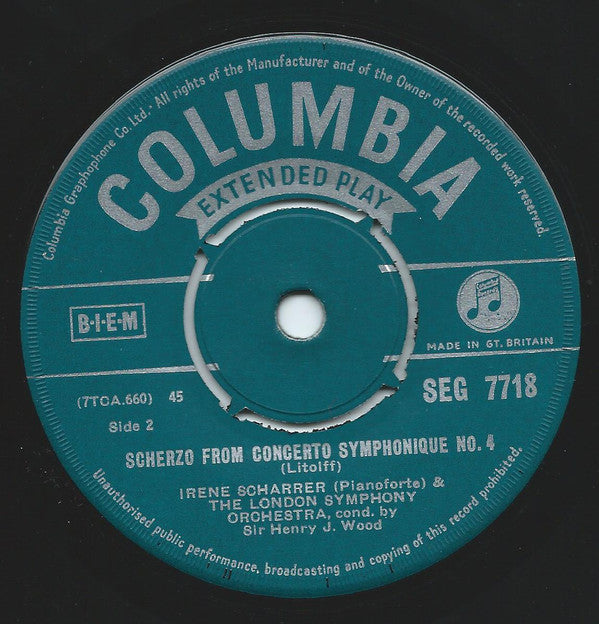 Columbia Graphophone Co. Ltd. · All rights of the Manufacturer and of the Owner of the recorded work reserved.
COLUMBIA
EXTENDED PLAY
B·I·E·M
Columbia
Records
MADE IN GT. BRITAIN
(7TCA.660) 45
SEG 7718
Side 2
SCHERZO FROM CONCERTO SYMPHONIQUE NO. 4
(Litolff)
IRENE SCHARRER (Pianoforte) &
THE LONDON SYMPHONY
ORCHESTRA, cond. by
Sir Henry J. Wood
Unauthorised public performance, broadcasting and copying of this record prohibited.